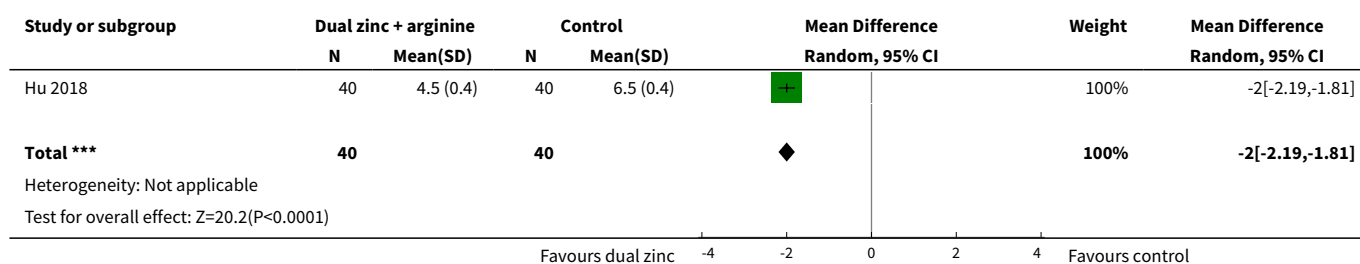 Study or subgroup Dual zinc + arginine Control Mean Difference Weight Mean Difference
N Mean(SD) N Mean(SD) Random, 95% CI Random, 95% CI
Hu 2018 40 4.5 (0.4) 40 6.5 (0.4) 100% -2[-2.19,-1.81]
Total *** 40 40 100% -2[-2.19,-1.81]
Heterogeneity: Not applicable
Test for overall effect: Z=20.2(P<0.0001)
Favours dual zinc -4 -2 0 2 4 Favours control